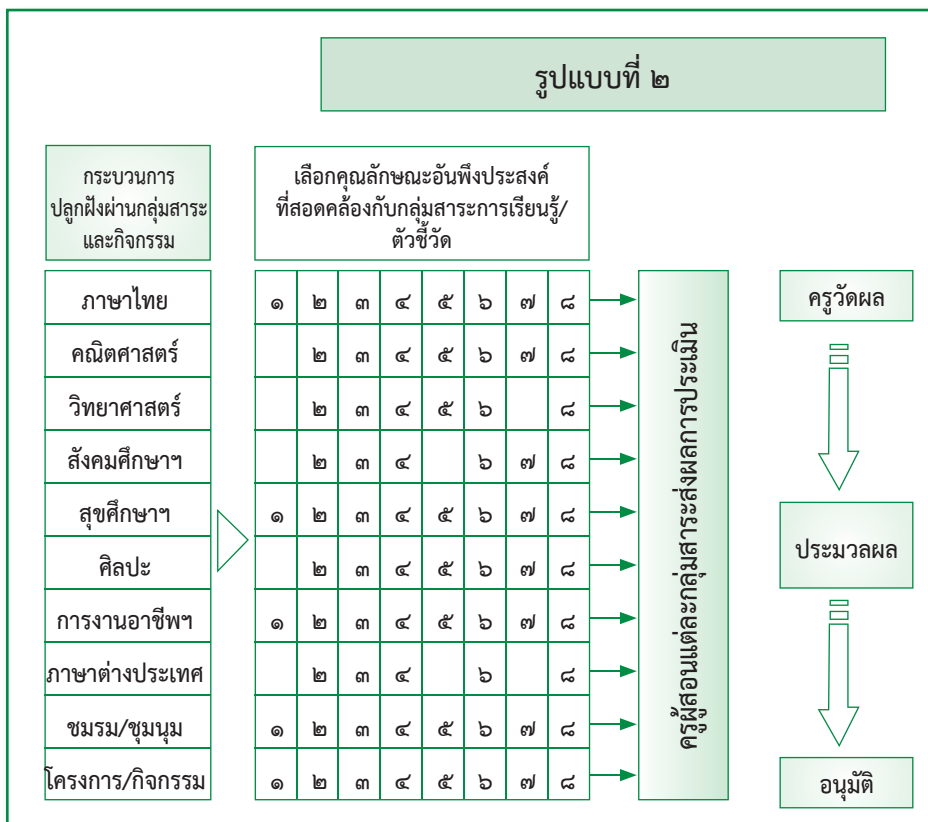 รูปแบบที่ ๒
กระบวนการ
ปลูกฝังผ่านกลุ่มสาระ
และกิจกรรม
เลือกคุณลักษณะอันพึงประสงค์
ที่สอดคล้องกับกลุ่มสาระการเรียนรู้/
ตัวชี้วัด
ภาษาไทย ๑ ๒ ๓ ๔ ๕ ๖ ๗ ๘
คณิตศาสตร์ ๒ ๓ ๔ ๕ ๖ ๗ ๘
วิทยาศาสตร์ ๒ ๓ ๔ ๕ ๖ ๘
สังคมศึกษาฯ ๒ ๓ ๔ ๖ ๗ ๘
สุขศึกษาฯ ๑ ๒ ๓ ๔ ๕ ๖ ๗ ๘
ศิลปะ ๒ ๓ ๔ ๕ ๖ ๗ ๘
การงานอาชีพฯ ๑ ๒ ๓ ๔ ๕ ๖ ๗ ๘
ภาษาต่างประเทศ ๒ ๓ ๔ ๖ ๘
ชมรม/ชุมนุม ๑ ๒ ๓ ๔ ๕ ๖ ๗ ๘
โครงการ/กิจกรรม ๑ ๒ ๓ ๔ ๕ ๖ ๗ ๘
ครูผู้สอนแต่ละกลุ่มสาระส่งผลการประเมิน
ครูวัดผล
ประมวลผล
อนุมัติ